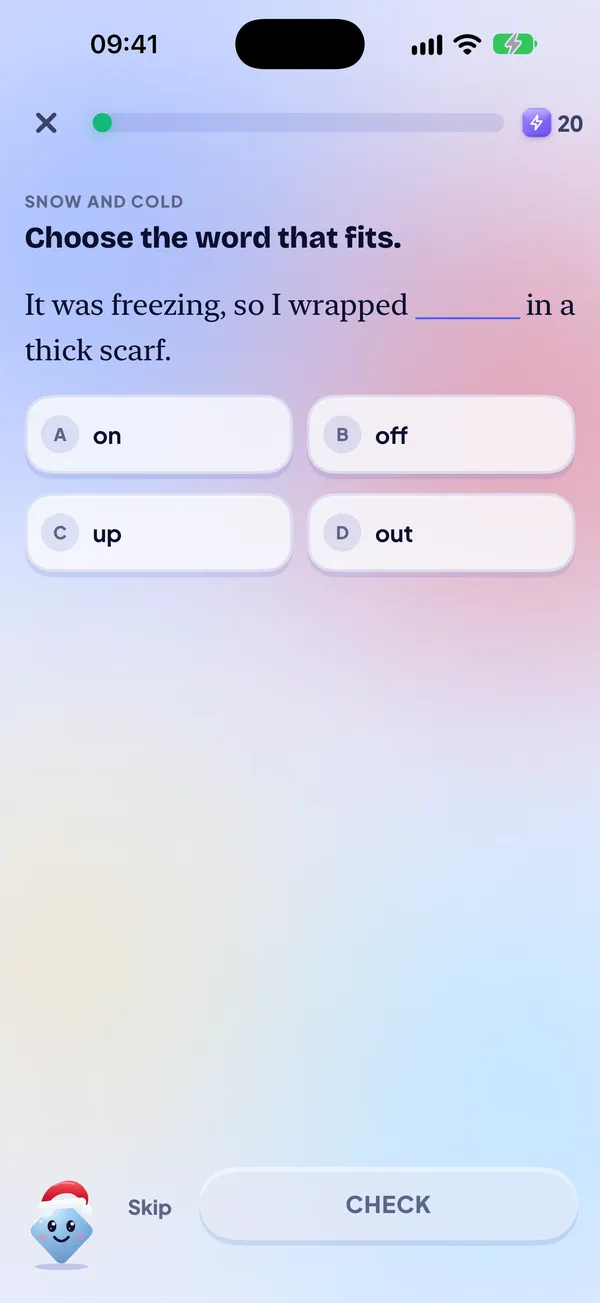 09:41
20
SNOW AND COLD
Choose the word that fits.
It was freezing, so I wrapped ________ in a
thick scarf.
A on
B off
C up
D out
Skip
CHECK